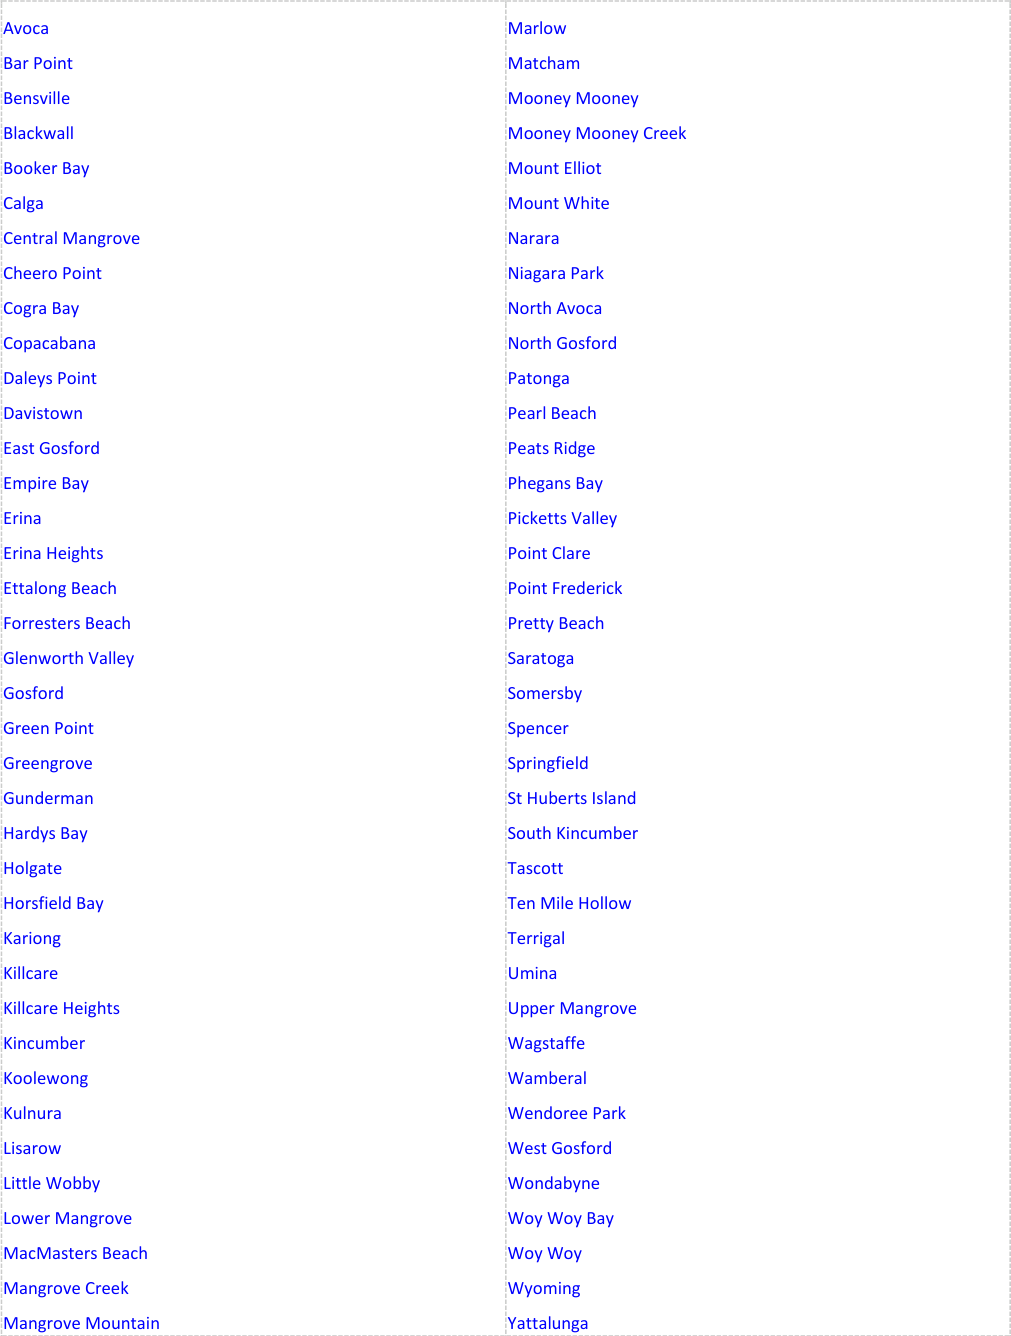 Avoca
Bar Point
Bensville
Blackwall
Booker Bay
Calga
Central Mangrove
Cheero Point
Cogra Bay
Copacabana
Daleys Point
Davistown
East Gosford
Empire Bay
Erina
Erina Heights
Ettalong Beach
Forresters Beach
Glenworth Valley
Gosford
Green Point
Greengrove
Gunderman
Hardys Bay
Holgate
Horsfield Bay
Kariong
Killcare
Killcare Heights
Kincumber
Koolewong
Kulnura
Lisarow
Little Wobby
Lower Mangrove
MacMasters Beach
Mangrove Creek
Mangrove Mountain
Marlow
Matcham
Mooney Mooney
Mooney Mooney Creek
Mount Elliot
Mount White
Narara
Niagara Park
North Avoca
North Gosford
Patonga
Pearl Beach
Peats Ridge
Phegans Bay
Picketts Valley
Point Clare
Point Frederick
Pretty Beach
Saratoga
Somersby
Spencer
Springfield
St Huberts Island
South Kincumber
Tascott
Ten Mile Hollow
Terrigal
Umina
Upper Mangrove
Wagstaffe
Wamberal
Wendoree Park
West Gosford
Wondabyne
Woy Woy Bay
Woy Woy
Wyoming
Yattalunga